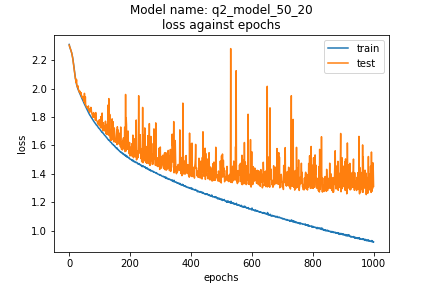 Model name: q2_model_50_20
loss against epochs
train
test
loss
2.2
2.0
1.8
1.6
1.4
1.2
1.0
0 200 400 600 800 1000
epochs